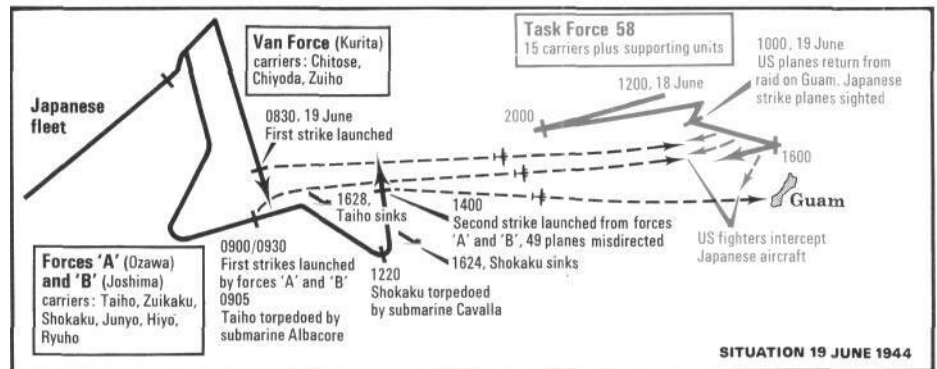 Van Force (Kurita)
carriers: Chitose,
Chiyoda, Zuiho
Japanese
fleet
0830, 19 June
First strike launched
Task Force 58
15 carriers plus supporting units
1200, 18 June
2000
1000, 19 June
US planes return from
raid on Guam. Japanese
strike planes sighted
1600
Guam
US fighters intercept
Japanese aircraft
1628,
Taiho sinks
1400
Second strike launched from forces
'A' and 'B', 49 planes misdirected
1624, Shokaku sinks
1220
Shokaku torpedoed
by submarine Cavalla
0900/0930
First strikes launched
by forces 'A' and 'B'
0905
Taiho torpedoed by
submarine Albacore
Forces 'A' (Ozawa)
and 'B' (Joshima)
carriers: Taiho, Zuikaku,
Shokaku, Junyo, Hiyo,
Ryuho
SITUATION 19 JUNE 1944